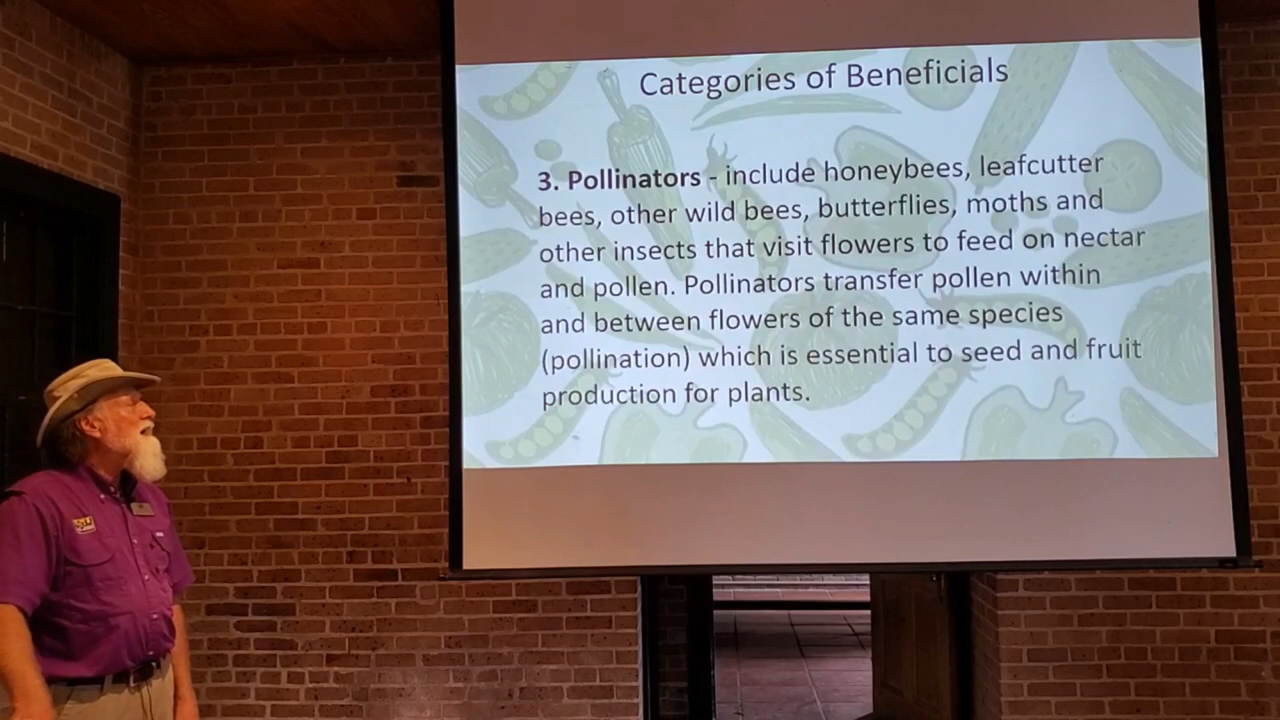 Categories of Beneficials
3. Pollinators - include honeybees, leafcutter
bees, other wild bees, butterflies, moths and
other insects that visit flowers to feed on nectar
and pollen. Pollinators transfer pollen within
and between flowers of the same species
(pollination) which is essential to seed and fruit
production for plants.
LSU